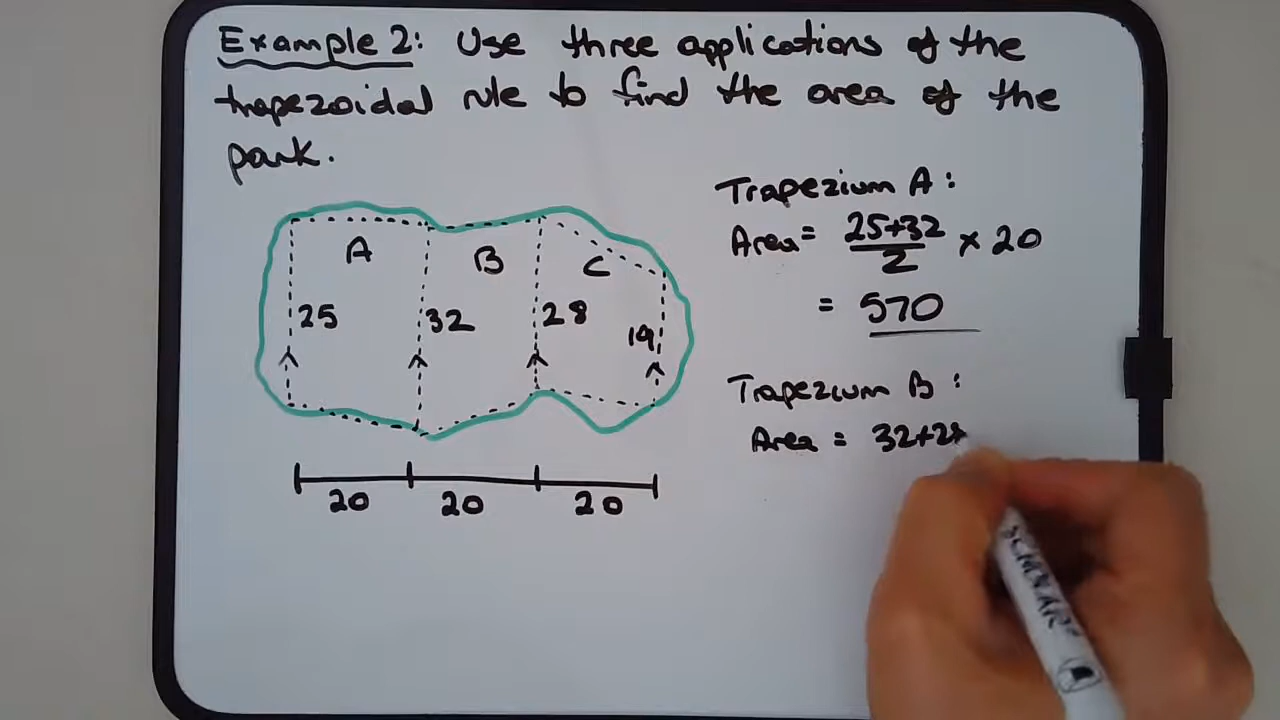 Example 2: Use three applications of the
trapezoidal rule to find the area of the
park.
Trapezium A:
Area = 25+32/2 × 20
= 570
Trapezium B:
Area = 32+28
A B C
25 32 28 19
20 20 20
SCHOLAR